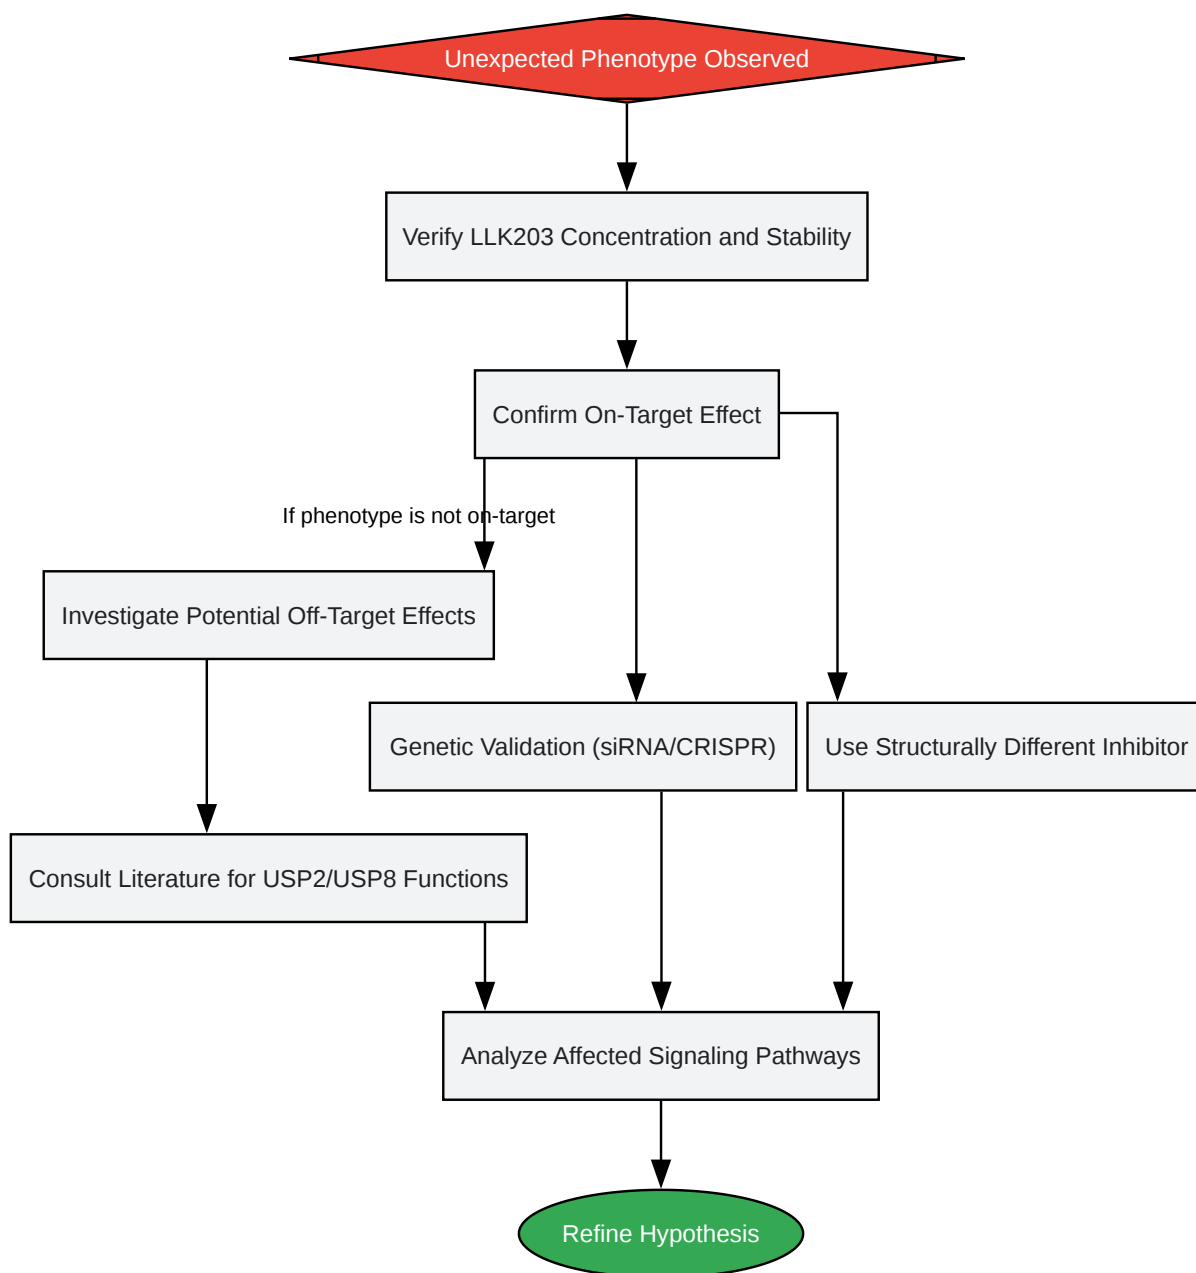 Unexpected Phenotype Observed
Verify LLK203 Concentration and Stability
Confirm On-Target Effect
If phenotype is not on-target
Investigate Potential Off-Target Effects
Genetic Validation (siRNA/CRISPR)
Use Structurally Different Inhibitor
Consult Literature for USP2/USP8 Functions
Analyze Affected Signaling Pathways
Refine Hypothesis